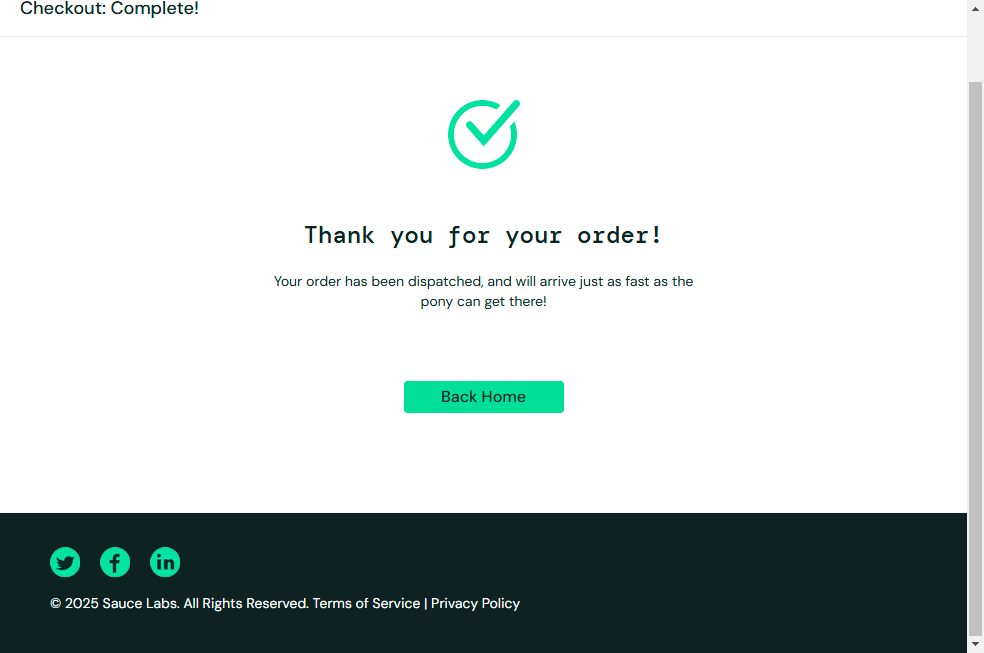 Checkout: Complete!
Thank you for your order!
Your order has been dispatched, and will arrive just as fast as the
pony can get there!
Back Home
© 2025 Sauce Labs. All Rights Reserved. Terms of Service | Privacy Policy